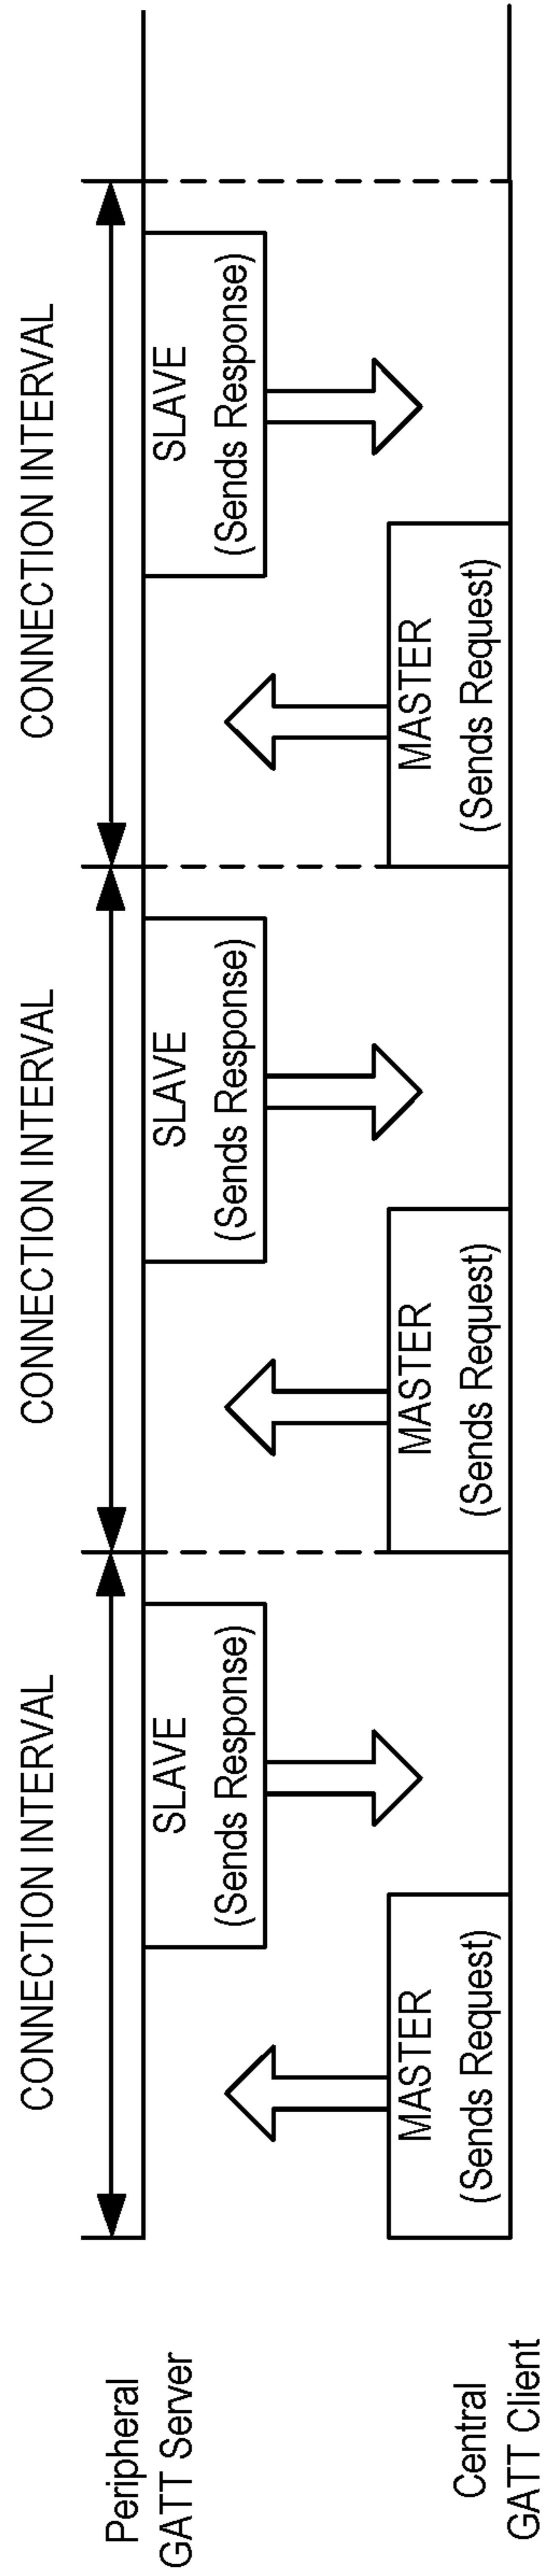 CONNECTION INTERVAL
CONNECTION INTERVAL
CONNECTION INTERVAL
Peripheral
GATT Server
SLAVE
(Sends Response)
SLAVE
(Sends Response)
SLAVE
(Sends Response)
Central
GATT Client
MASTER
(Sends Request)
MASTER
(Sends Request)
MASTER
(Sends Request)